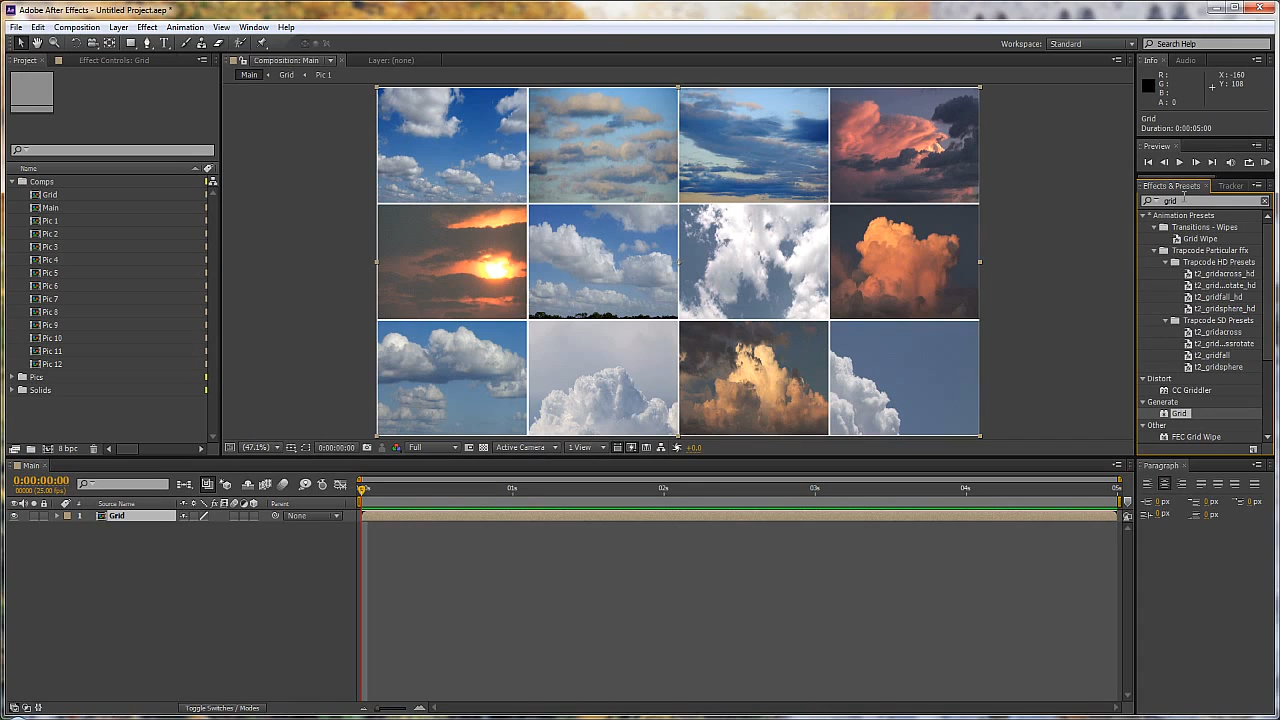 Adobe After Effects - Untitled Project.aep *
File Edit Composition Layer Effect Animation View Window Help
Workspace: Standard Search Help
Project Effect Controls: Grid Composition: Main Layer: (none) Info Audio
Main Grid Pic 1
R :
G :
B :
A : 0
X : -160
Y : 108
Grid
Duration: 0:00:05:00
Preview
Effects & Presets Tracker
grid
* Animation Presets
Transitions - Wipes
Grid Wipe
Trapcode Particular ffx
Trapcode HD Presets
t2_gridacross_hd
t2_grid...otate_hd
t2_gridfall_hd
t2_gridsphere_hd
Trapcode SD Presets
t2_gridacross
t2_grid...ssrotate
t2_gridfall
t2_gridsphere
Distort
CC Griddler
Generate
Grid
Other
FEC Grid Wipe
Name
Comps
Grid
Main
Pic 1
Pic 2
Pic 3
Pic 4
Pic 5
Pic 6
Pic 7
Pic 8
Pic 9
Pic 10
Pic 11
Pic 12
Pics
Solids
8 bpc
(47.1%) 0:00:00:00 Full Active Camera 1 View +0.0
Main
0:00:00:00
00000 (25.00 fps)
# Source Name Parent
1 Grid None
01s 02s 03s 04s 05s
Toggle Switches / Modes
Paragraph
0 px 0 px 0 px
0 px 0 px